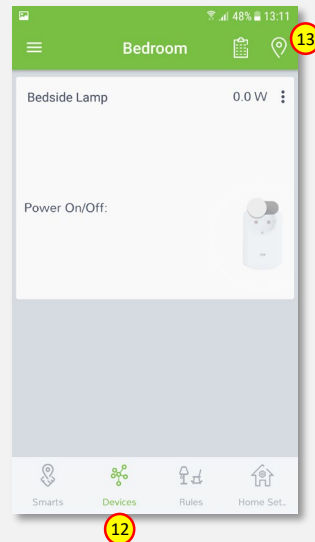 48% 13:11
Bedroom
13
Bedside Lamp 0.0 W
Power On/Off:
Smarts Devices Rules Home Set..
12